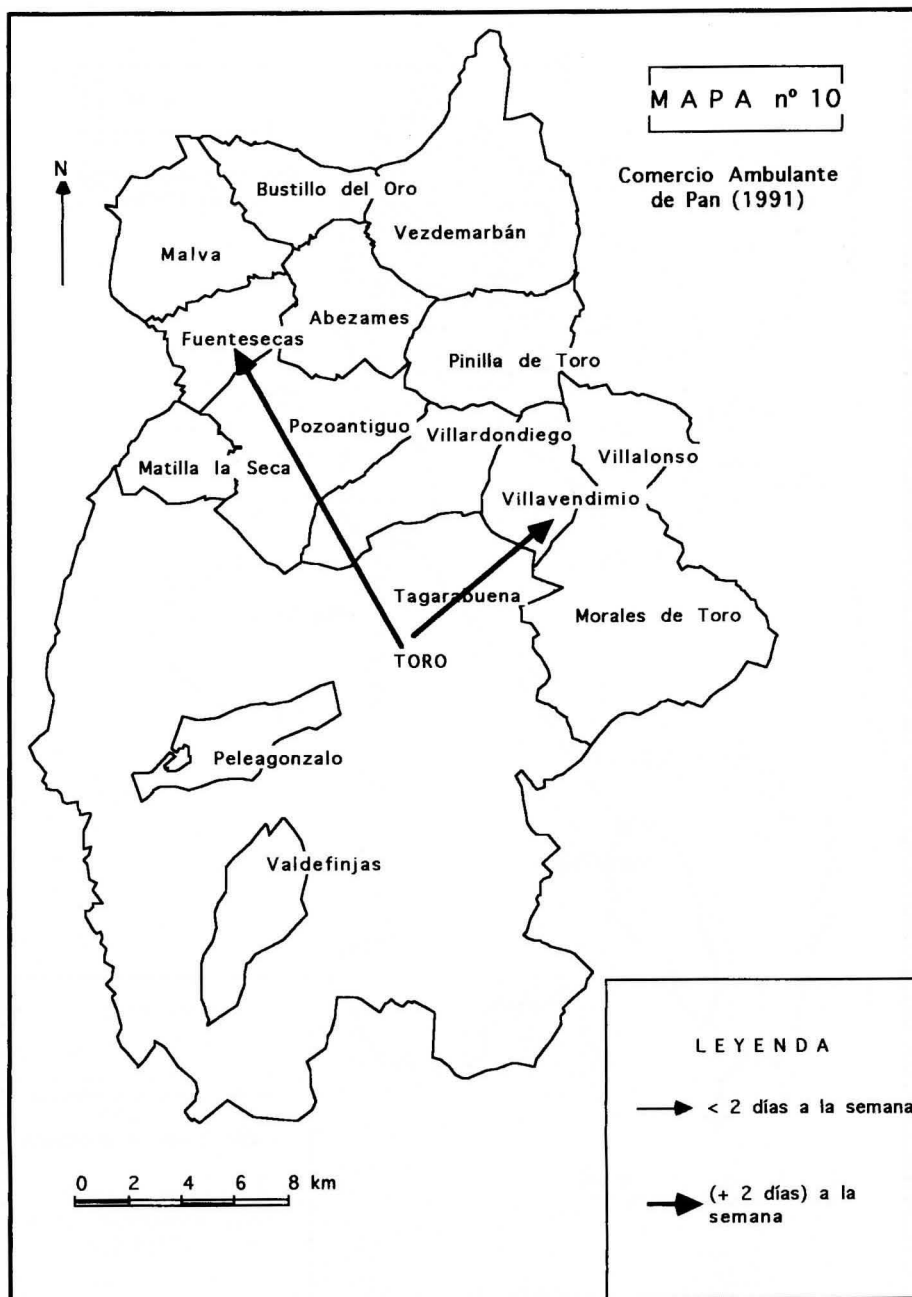 MAPA nº 10
Comercio Ambulante
de Pan (1991)
N
Bustillo del Oro
Vezdemarbán
Malva
Abezames
Fuentesecas
Pinilla de Toro
Pozoantiguo
Villardondiego
Villalonso
Matilla la Seca
Villavendimio
Tagarabuena
Morales de Toro
TORO
Peleagonzalo
Valdefinjas
LEYENDA
< 2 días a la semana
(+ 2 días) a la
semana
0 2 4 6 8 km